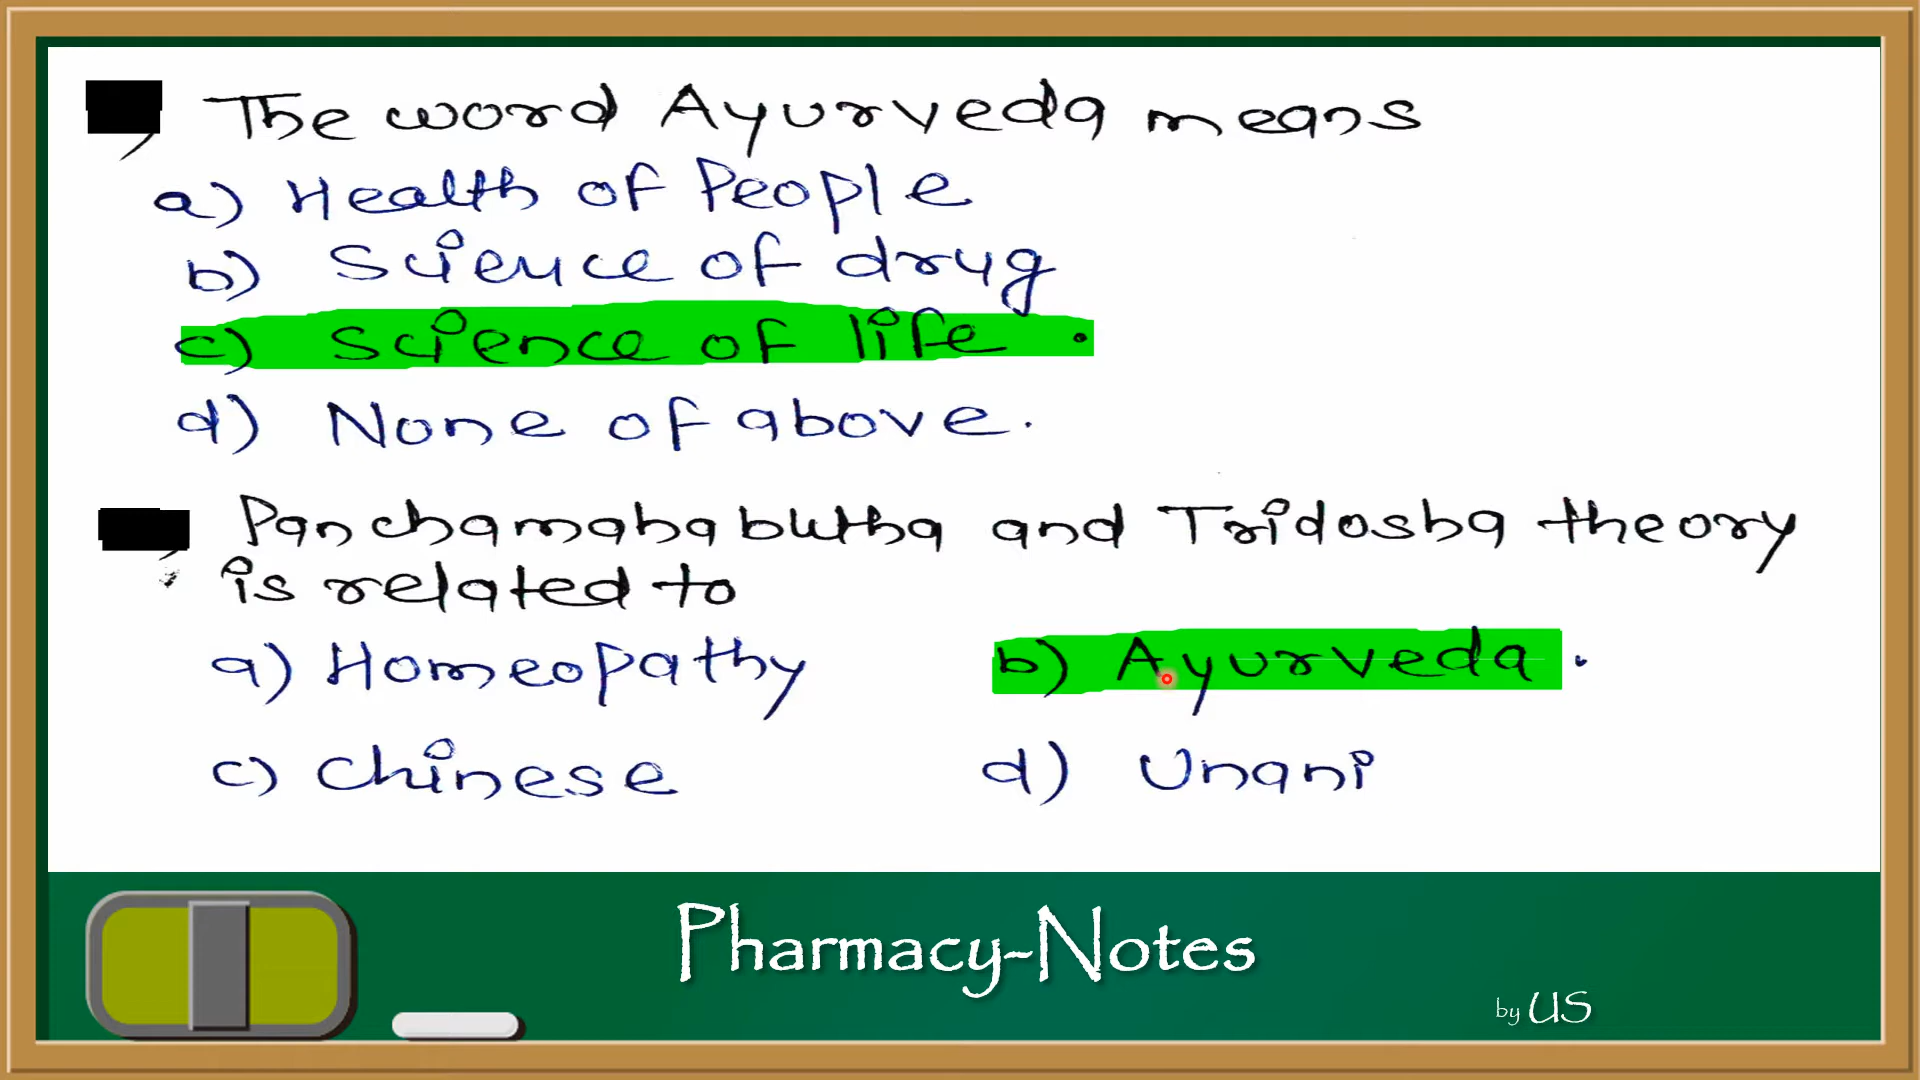 The word Ayurveda means
a) Health of People
b) Science of drug
c) Science of life.
d) None of above.
Panchamahabutha and Tridosha theory
is related to
a) Homeopathy
b) Ayurveda.
c) Chinese
d) Unani
Pharmacy-Notes
by US